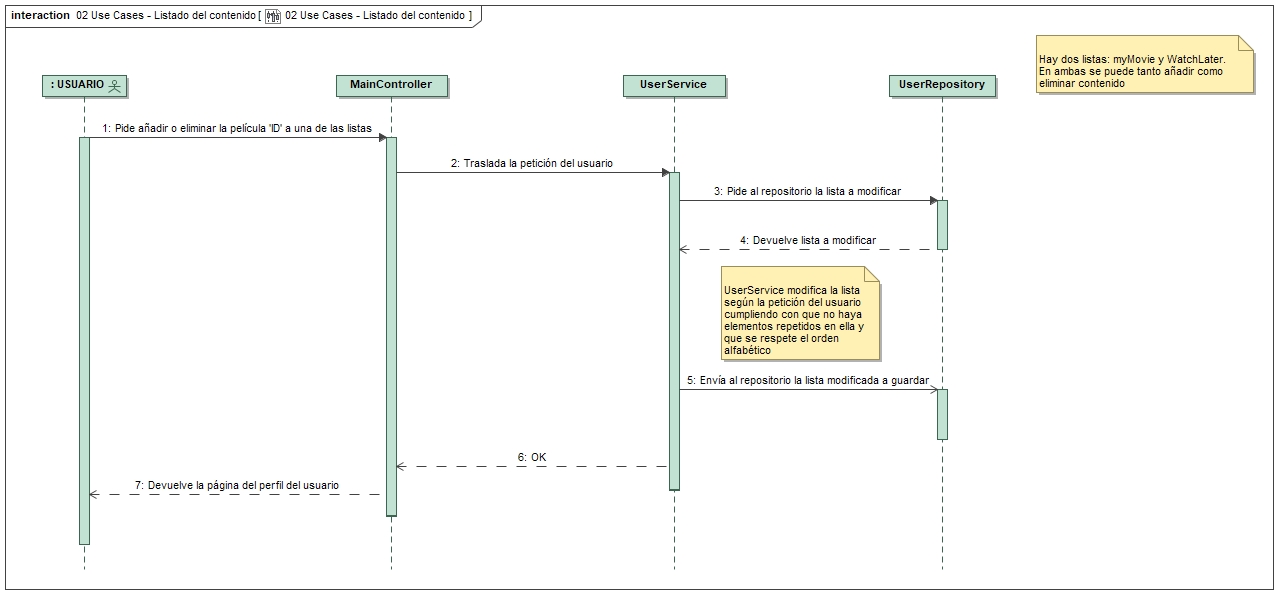 interaction 02 Use Cases - Listado del contenido [ 02 Use Cases - Listado del contenido ]
Hay dos listas: myMovie y WatchLater.
En ambas se puede tanto añadir como
eliminar contenido
: USUARIO
MainController
UserService
UserRepository
1: Pide añadir o eliminar la película 'ID' a una de las listas
2: Traslada la petición del usuario
3: Pide al repositorio la lista a modificar
4: Devuelve lista a modificar
UserService modifica la lista
según la petición del usuario
cumpliendo con que no haya
elementos repetidos en ella y
que se respete el orden
alfabético
5: Envía al repositorio la lista modificada a guardar
6: OK
7: Devuelve la página del perfil del usuario